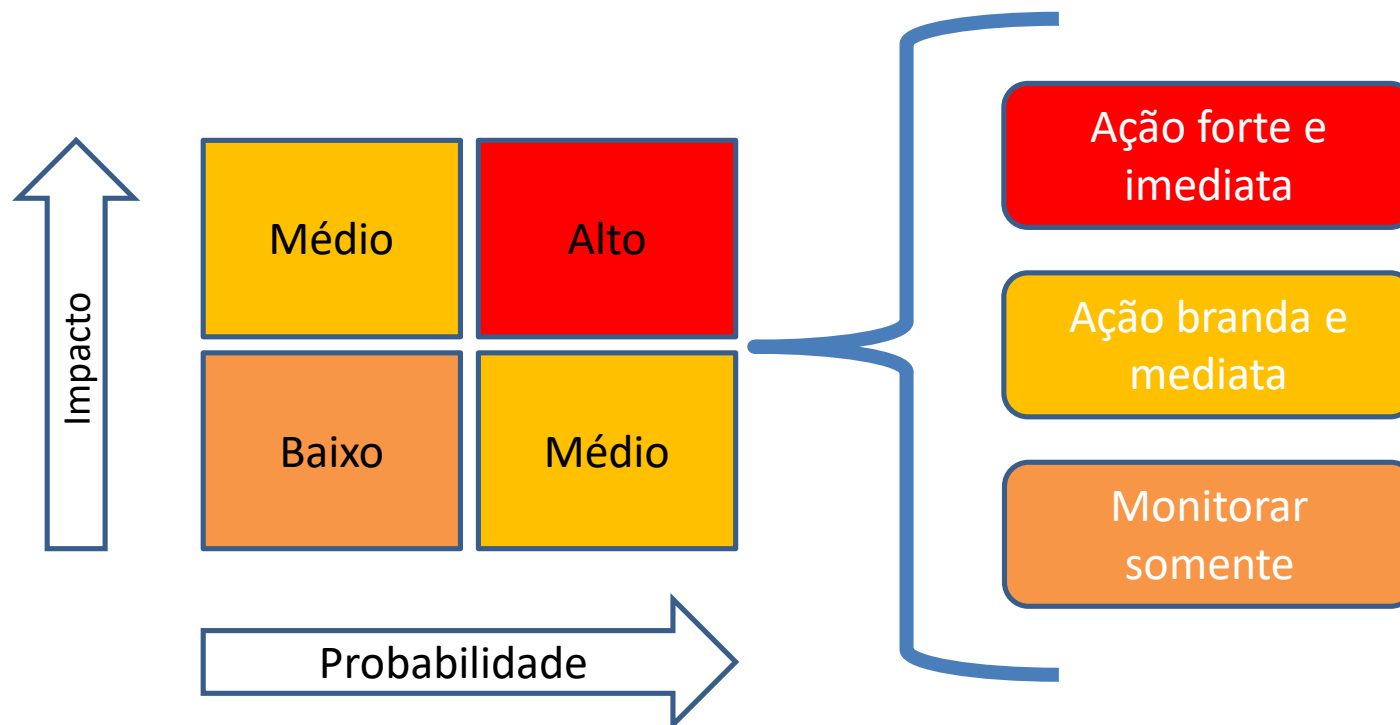 Impacto
Médio
Alto
Baixo
Médio
Probabilidade
Ação forte e
imediata
Ação branda e
mediata
Monitorar
somente